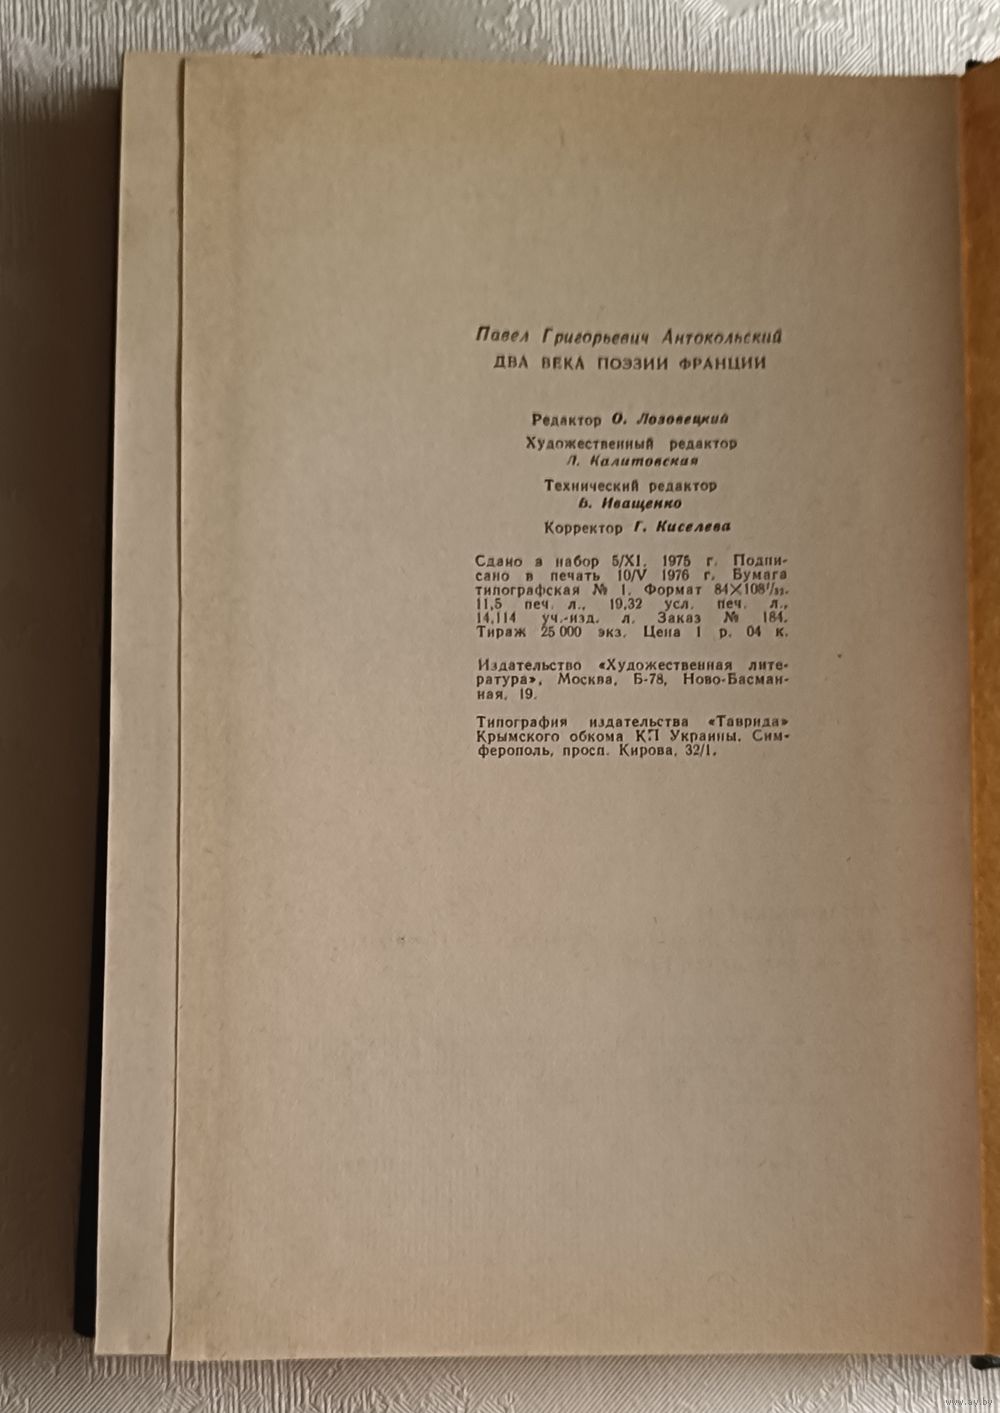 Павел Григорьевич Антокольский
ДВА ВЕКА ПОЭЗИИ ФРАНЦИИ
Редактор О. Лозовецкий
Художественный редактор
Л. Калитовская
Технический редактор
В. Иващенко
Корректор Г. Киселева
Сдано в набор 5/XI. 1975 г. Подпи-
сано в печать 10/V 1976 г. Бумага
типографская № 1. Формат 84×108¹/₃₂.
11,5 печ. л., 19,32 усл. печ. л.,
14,114 уч.-изд. л. Заказ № 184.
Тираж 25 000 экз. Цена 1 р. 04 к.
Издательство «Художественная лите-
ратура», Москва, Б-78, Ново-Басман-
ная, 19.
Типография издательства «Таврида»
Крымского обкома КП Украины. Сим-
ферополь, просп. Кирова, 32/1.
www.ay.by